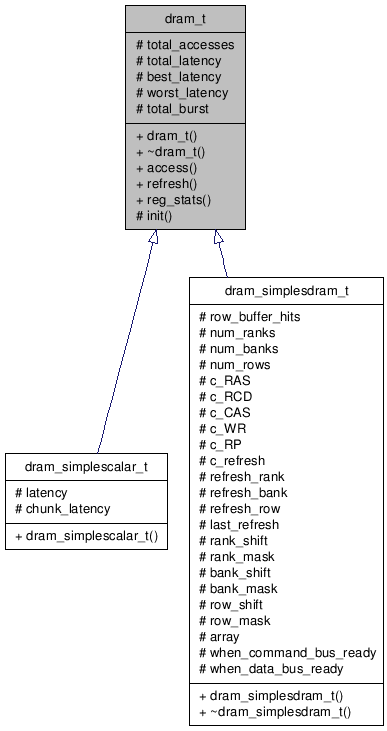 dram_t
# total_accesses
# total_latency
# best_latency
# worst_latency
# total_burst
+ dram_t()
+ ~dram_t()
+ access()
+ refresh()
+ reg_stats()
# init()
dram_simplescalar_t
# latency
# chunk_latency
+ dram_simplescalar_t()
dram_simplesdram_t
# row_buffer_hits
# num_ranks
# num_banks
# num_rows
# c_RAS
# c_RCD
# c_CAS
# c_WR
# c_RP
# c_refresh
# refresh_rank
# refresh_bank
# refresh_row
# last_refresh
# rank_shift
# rank_mask
# bank_shift
# bank_mask
# row_shift
# row_mask
# array
# when_command_bus_ready
# when_data_bus_ready
+ dram_simplesdram_t()
+ ~dram_simplesdram_t()